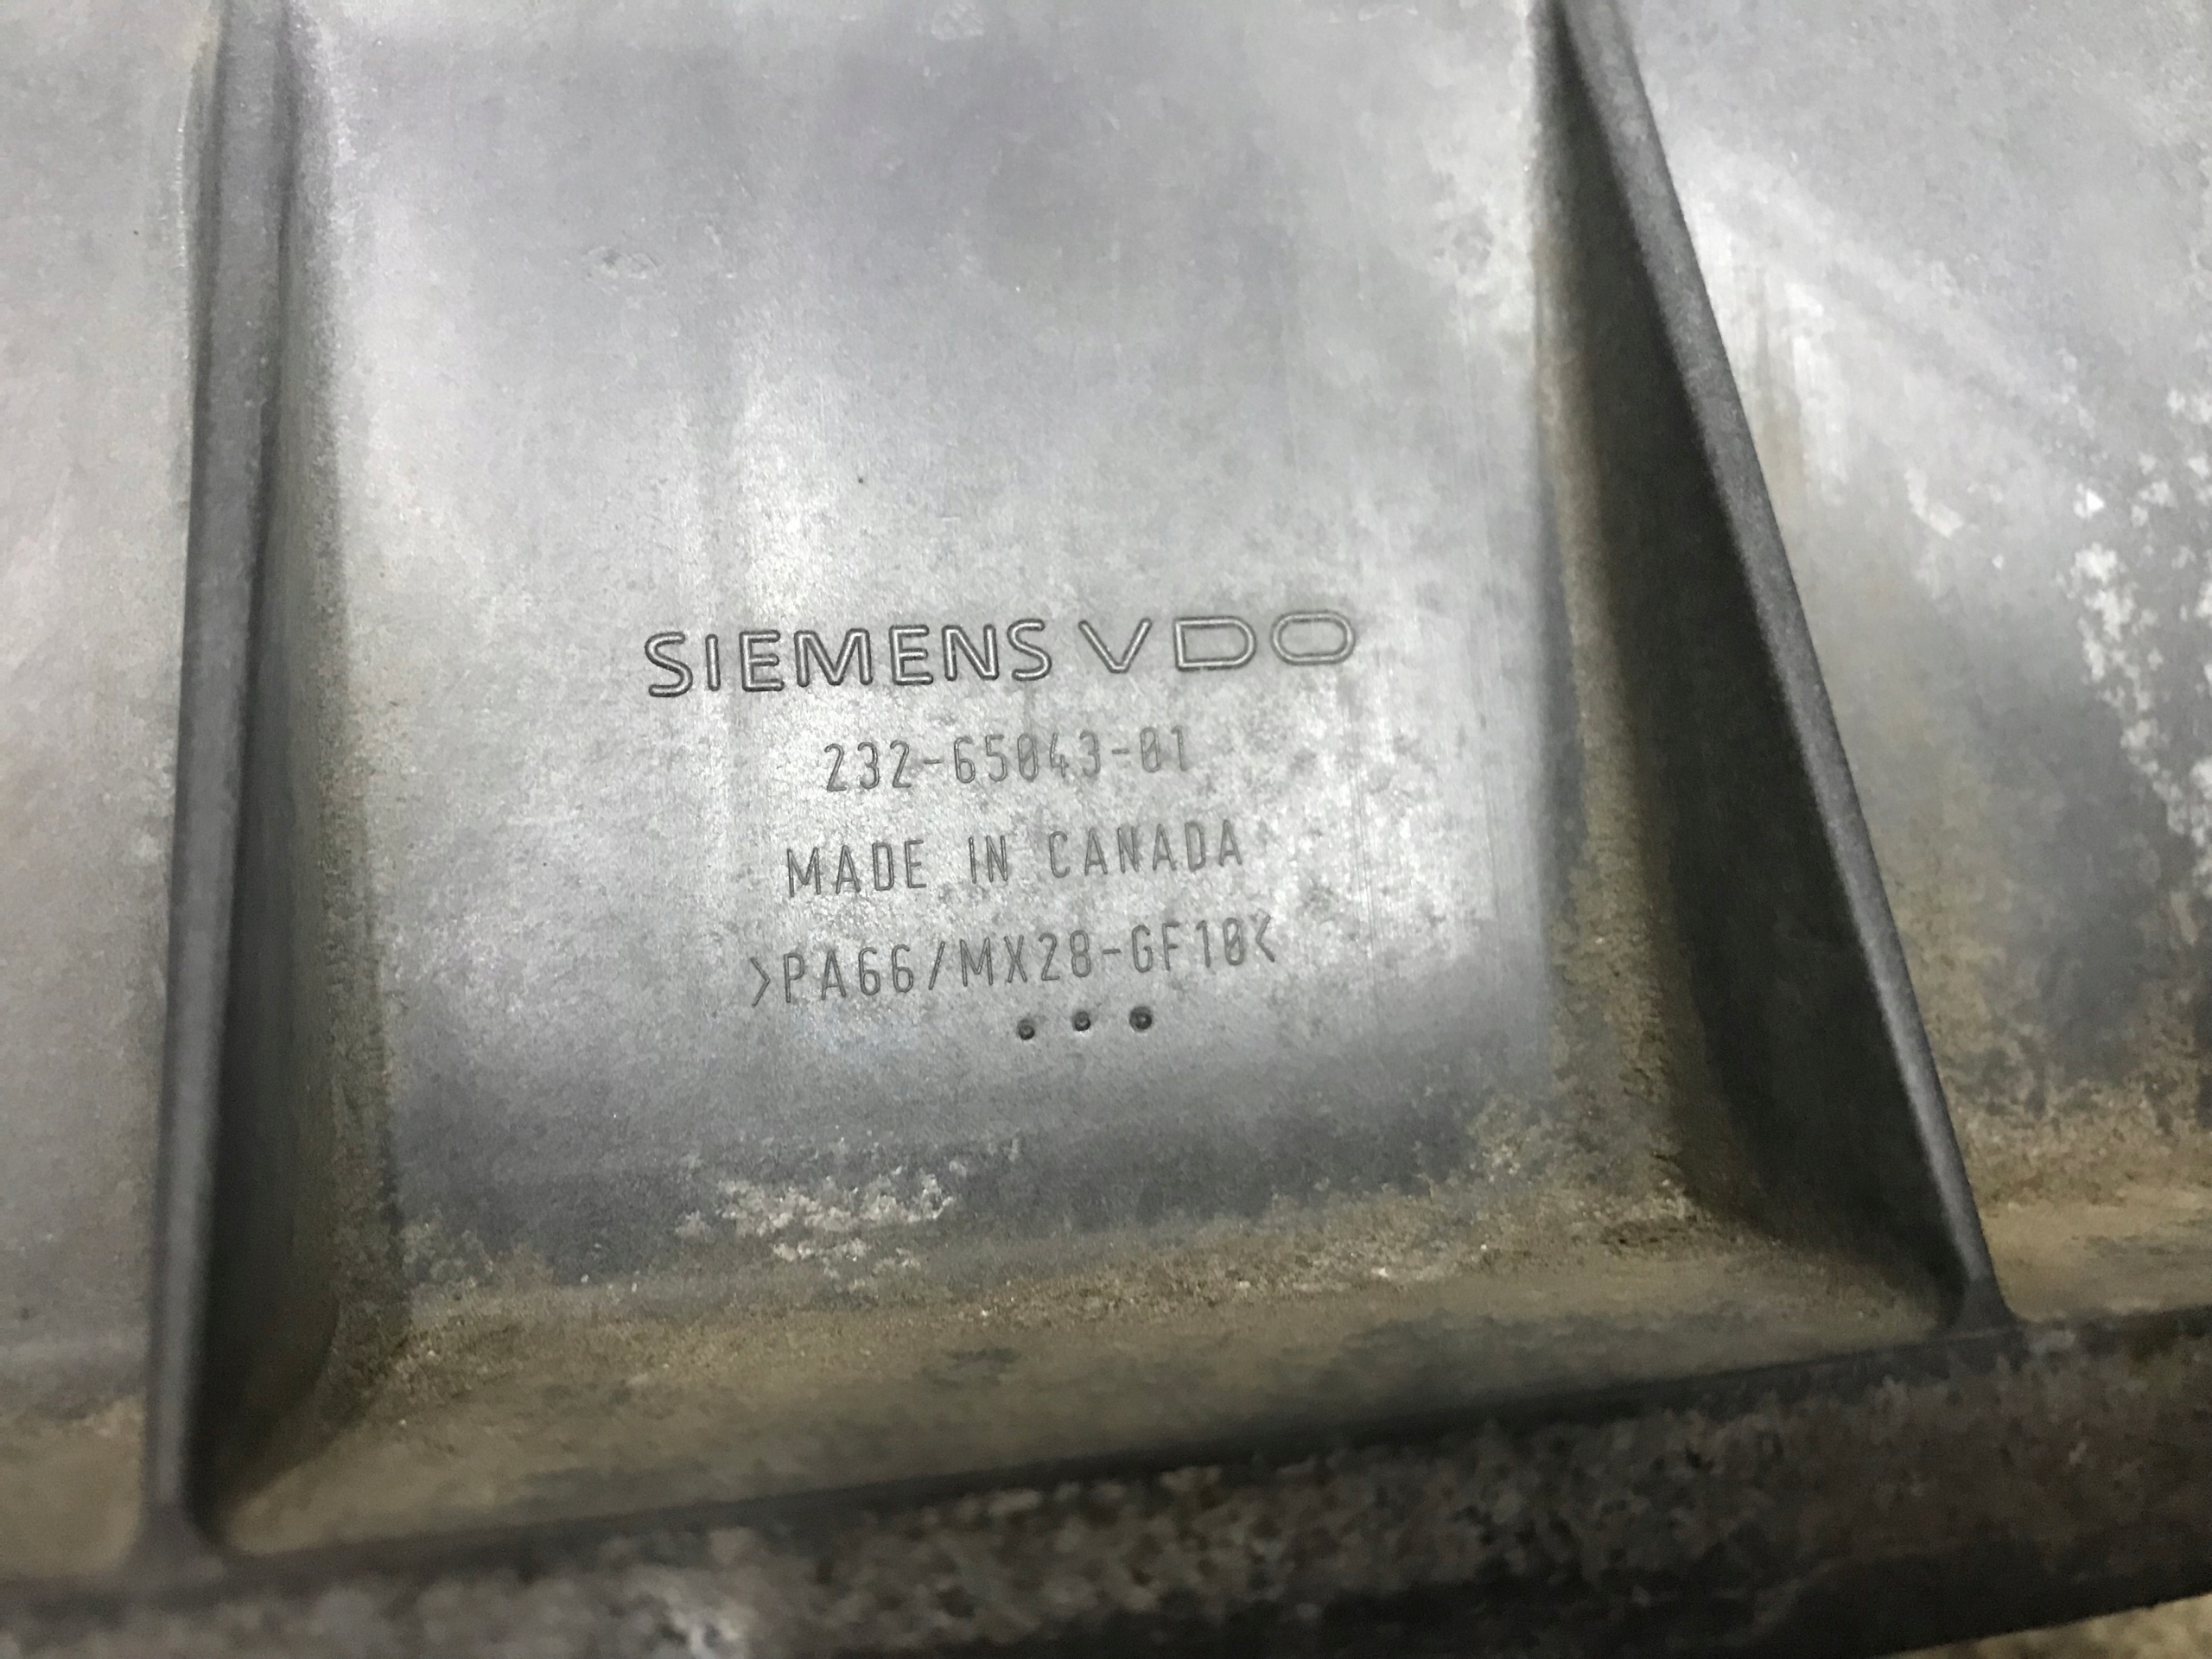 SIEMENS VDO
232-65043-01
MADE IN CANADA
>PA66/MX28-GF10<